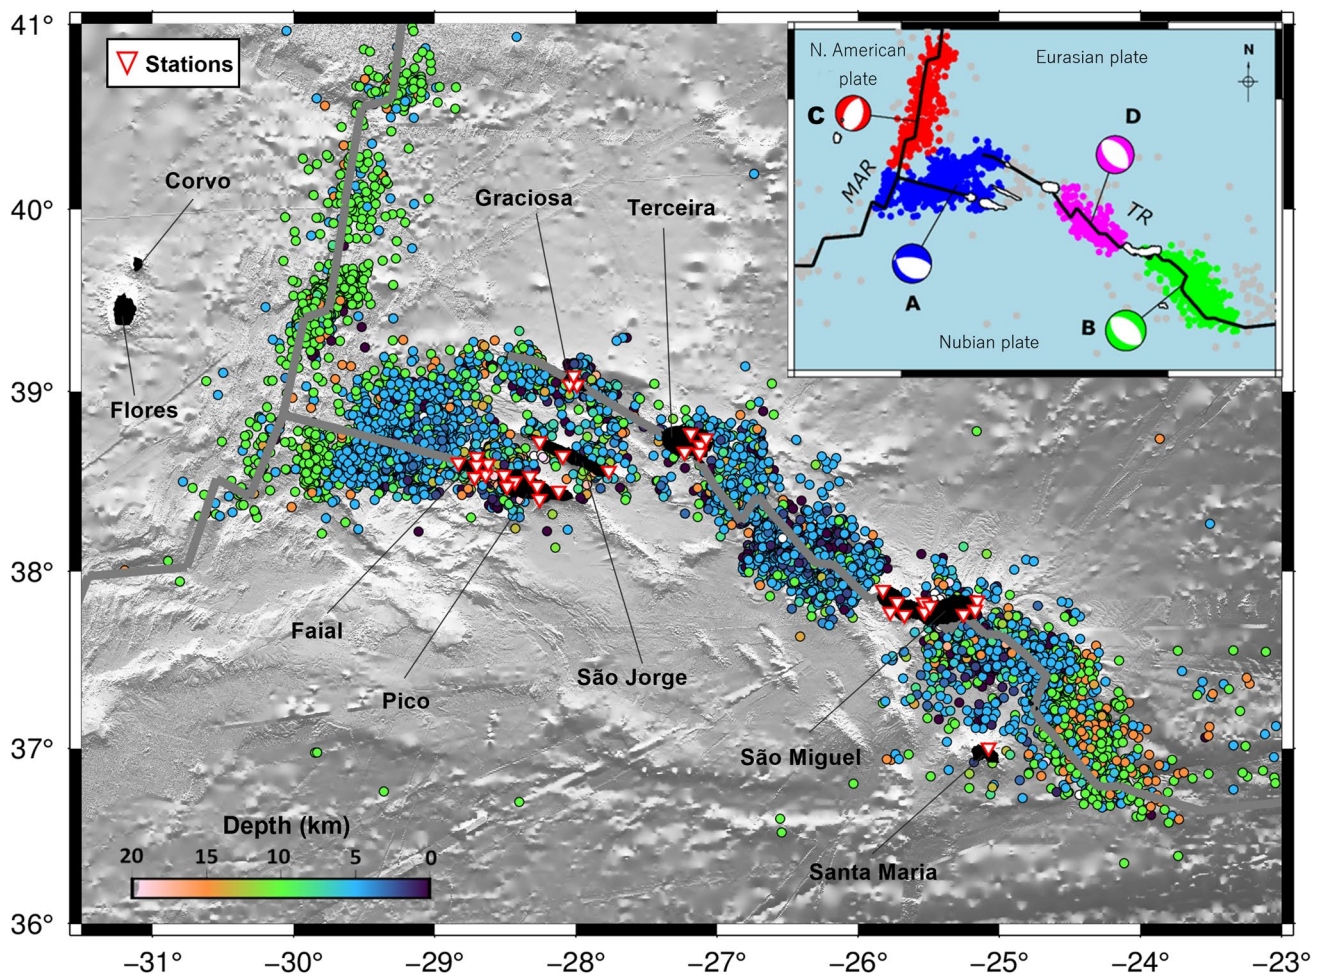 41°
40°
39°
38°
37°
36°
Stations
Corvo
Flores
Graciosa
Terceira
Faial
Pico
São Jorge
São Miguel
Santa Maria
Depth (km)
20 15 10 5 0
−31° −30° −29° −28° −27° −26° −25° −24° −23°
N. American
plate
Eurasian plate
N
C
D
MAR
TR
A
B
Nubian plate